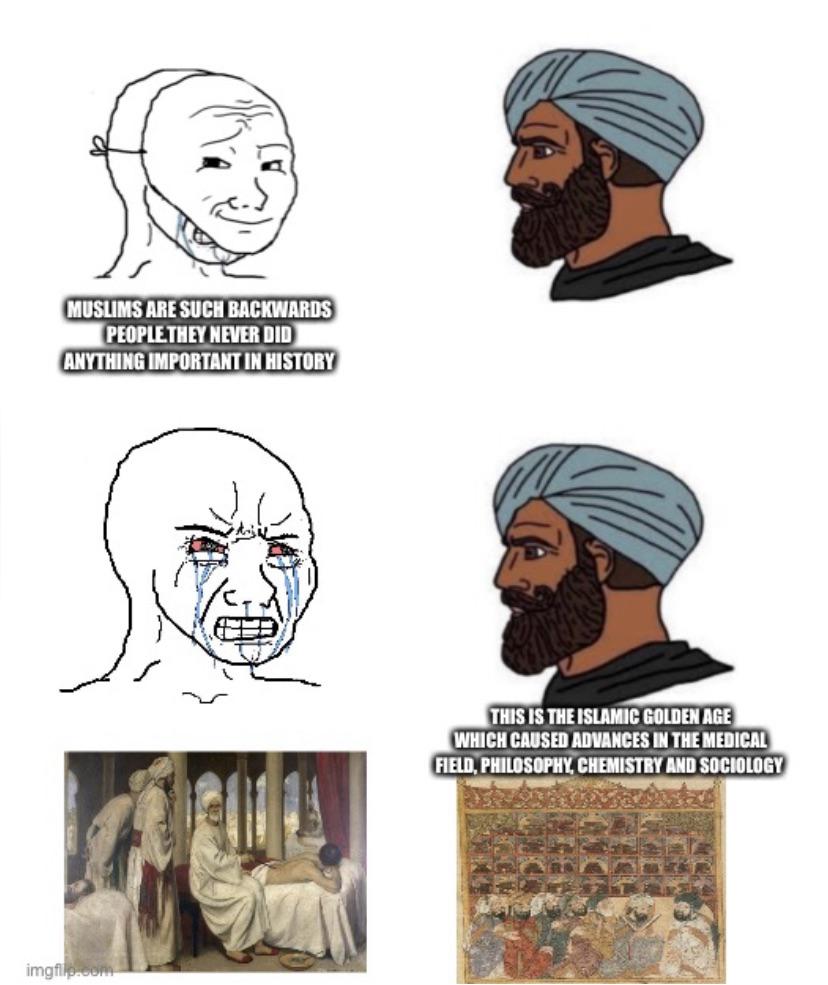 MUSLIMS ARE SUCH BACKWARDS
PEOPLE.THEY NEVER DID
ANYTHING IMPORTANT IN HISTORY
THIS IS THE ISLAMIC GOLDEN AGE
WHICH CAUSED ADVANCES IN THE MEDICAL
FIELD, PHILOSOPHY, CHEMISTRY AND SOCIOLOGY
imgflip.com